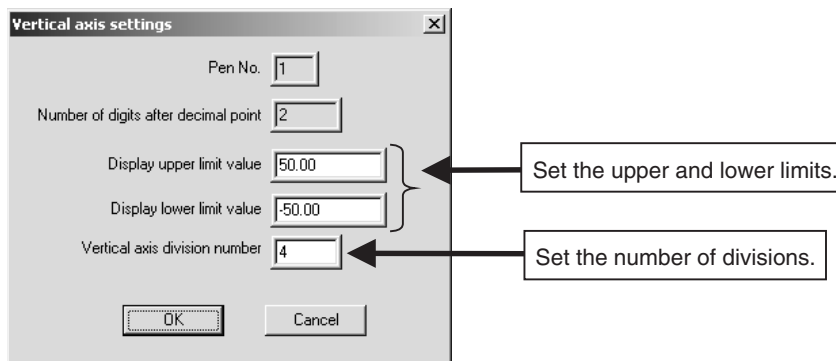 Vertical axis settings
Pen No. 1
Number of digits after decimal point 2
Display upper limit value 50.00
Set the upper and lower limits.
Display lower limit value -50.00
Vertical axis division number 4
Set the number of divisions.
OK Cancel